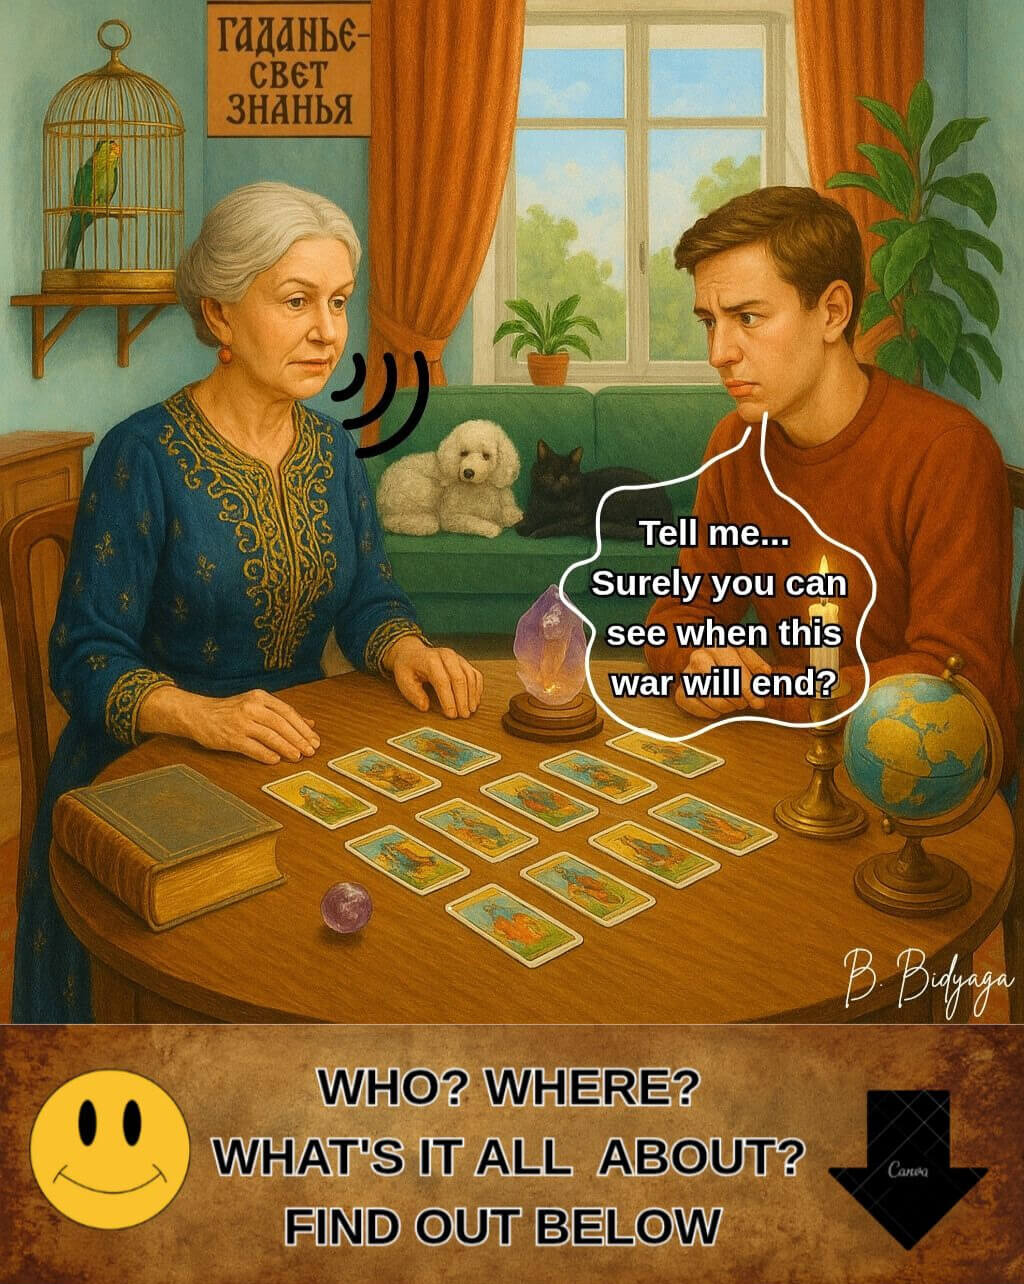 ГАДАНЬЕ-
СВЕТ
ЗНАНЬЯ
Tell me...
Surely you can
see when this
war will end?
B. Bidyaga
WHO? WHERE?
WHAT'S IT ALL ABOUT?
FIND OUT BELOW
Canva